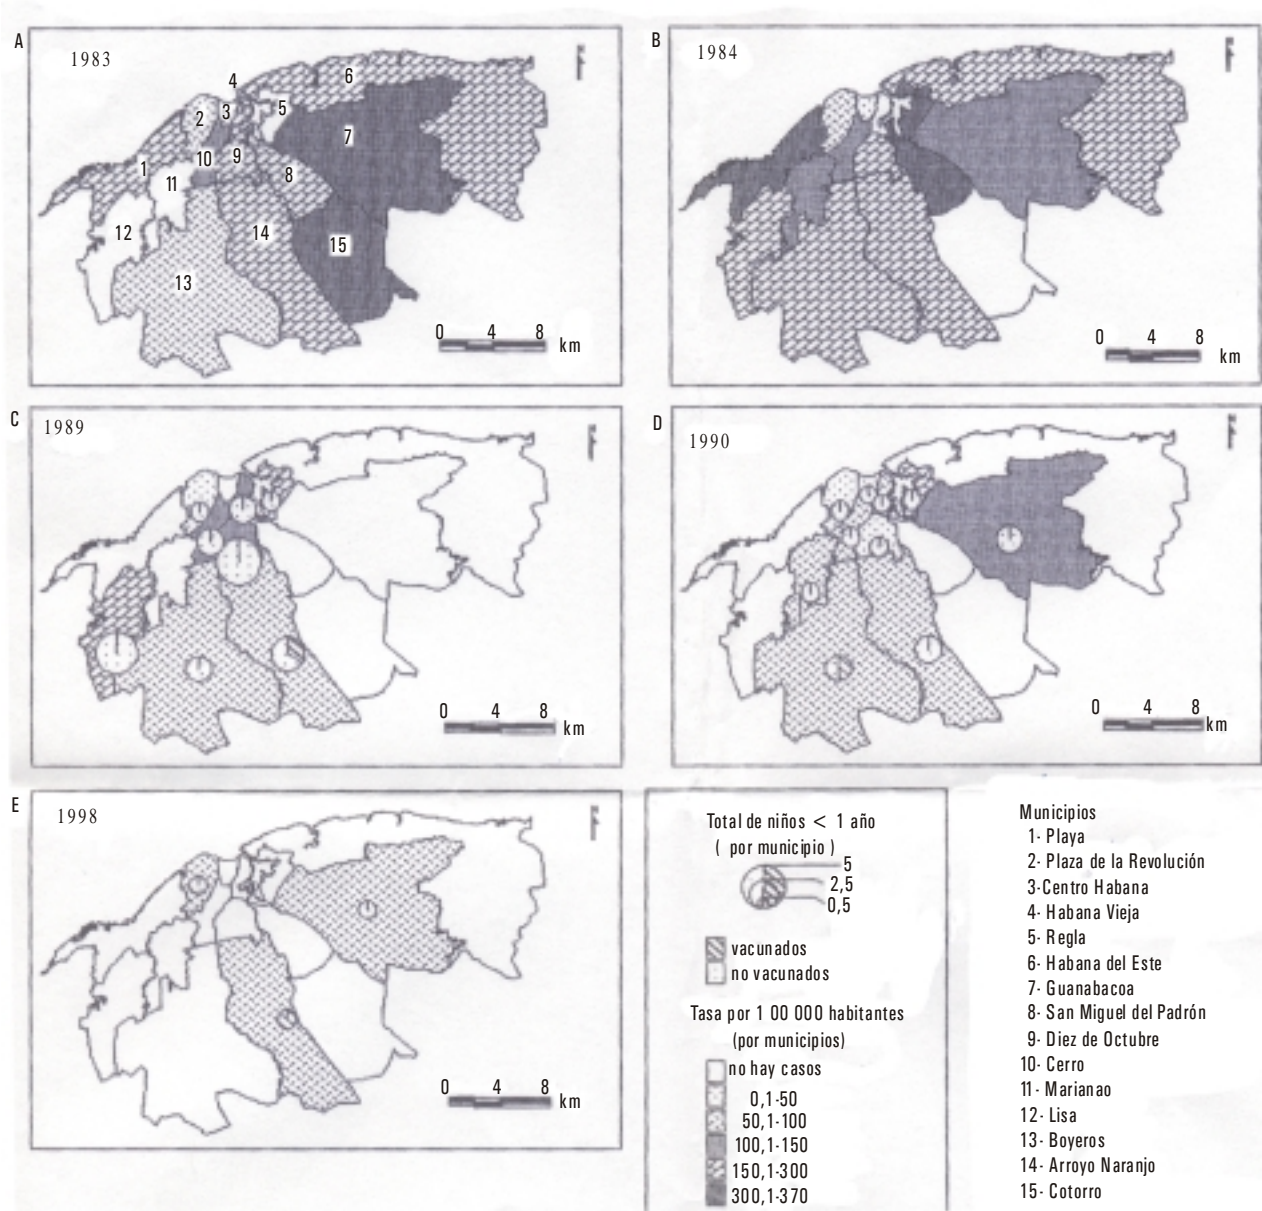 A
1983
1
2
3
4
5
6
7
8
9
10
11
12
13
14
15
0 4 8
km
B
1984
0 4 8
km
C
1989
0 4 8
km
D
1990
0 4 8
km
E
1998
0 4 8
km
Total de niños < 1 año
( por municipio )
5
2,5
0,5
vacunados
no vacunados
Tasa por 1 00 000 habitantes
(por municipios)
no hay casos
0,1-50
50,1-100
100,1-150
150,1-300
300,1-370
Municipios
1- Playa
2- Plaza de la Revolución
3-Centro Habana
4- Habana Vieja
5- Regla
6- Habana del Este
7- Guanabacoa
8- San Miguel del Padrón
9- Diez de Octubre
10- Cerro
11- Marianao
12- Lisa
13- Boyeros
14- Arroyo Naranjo
15- Cotorro